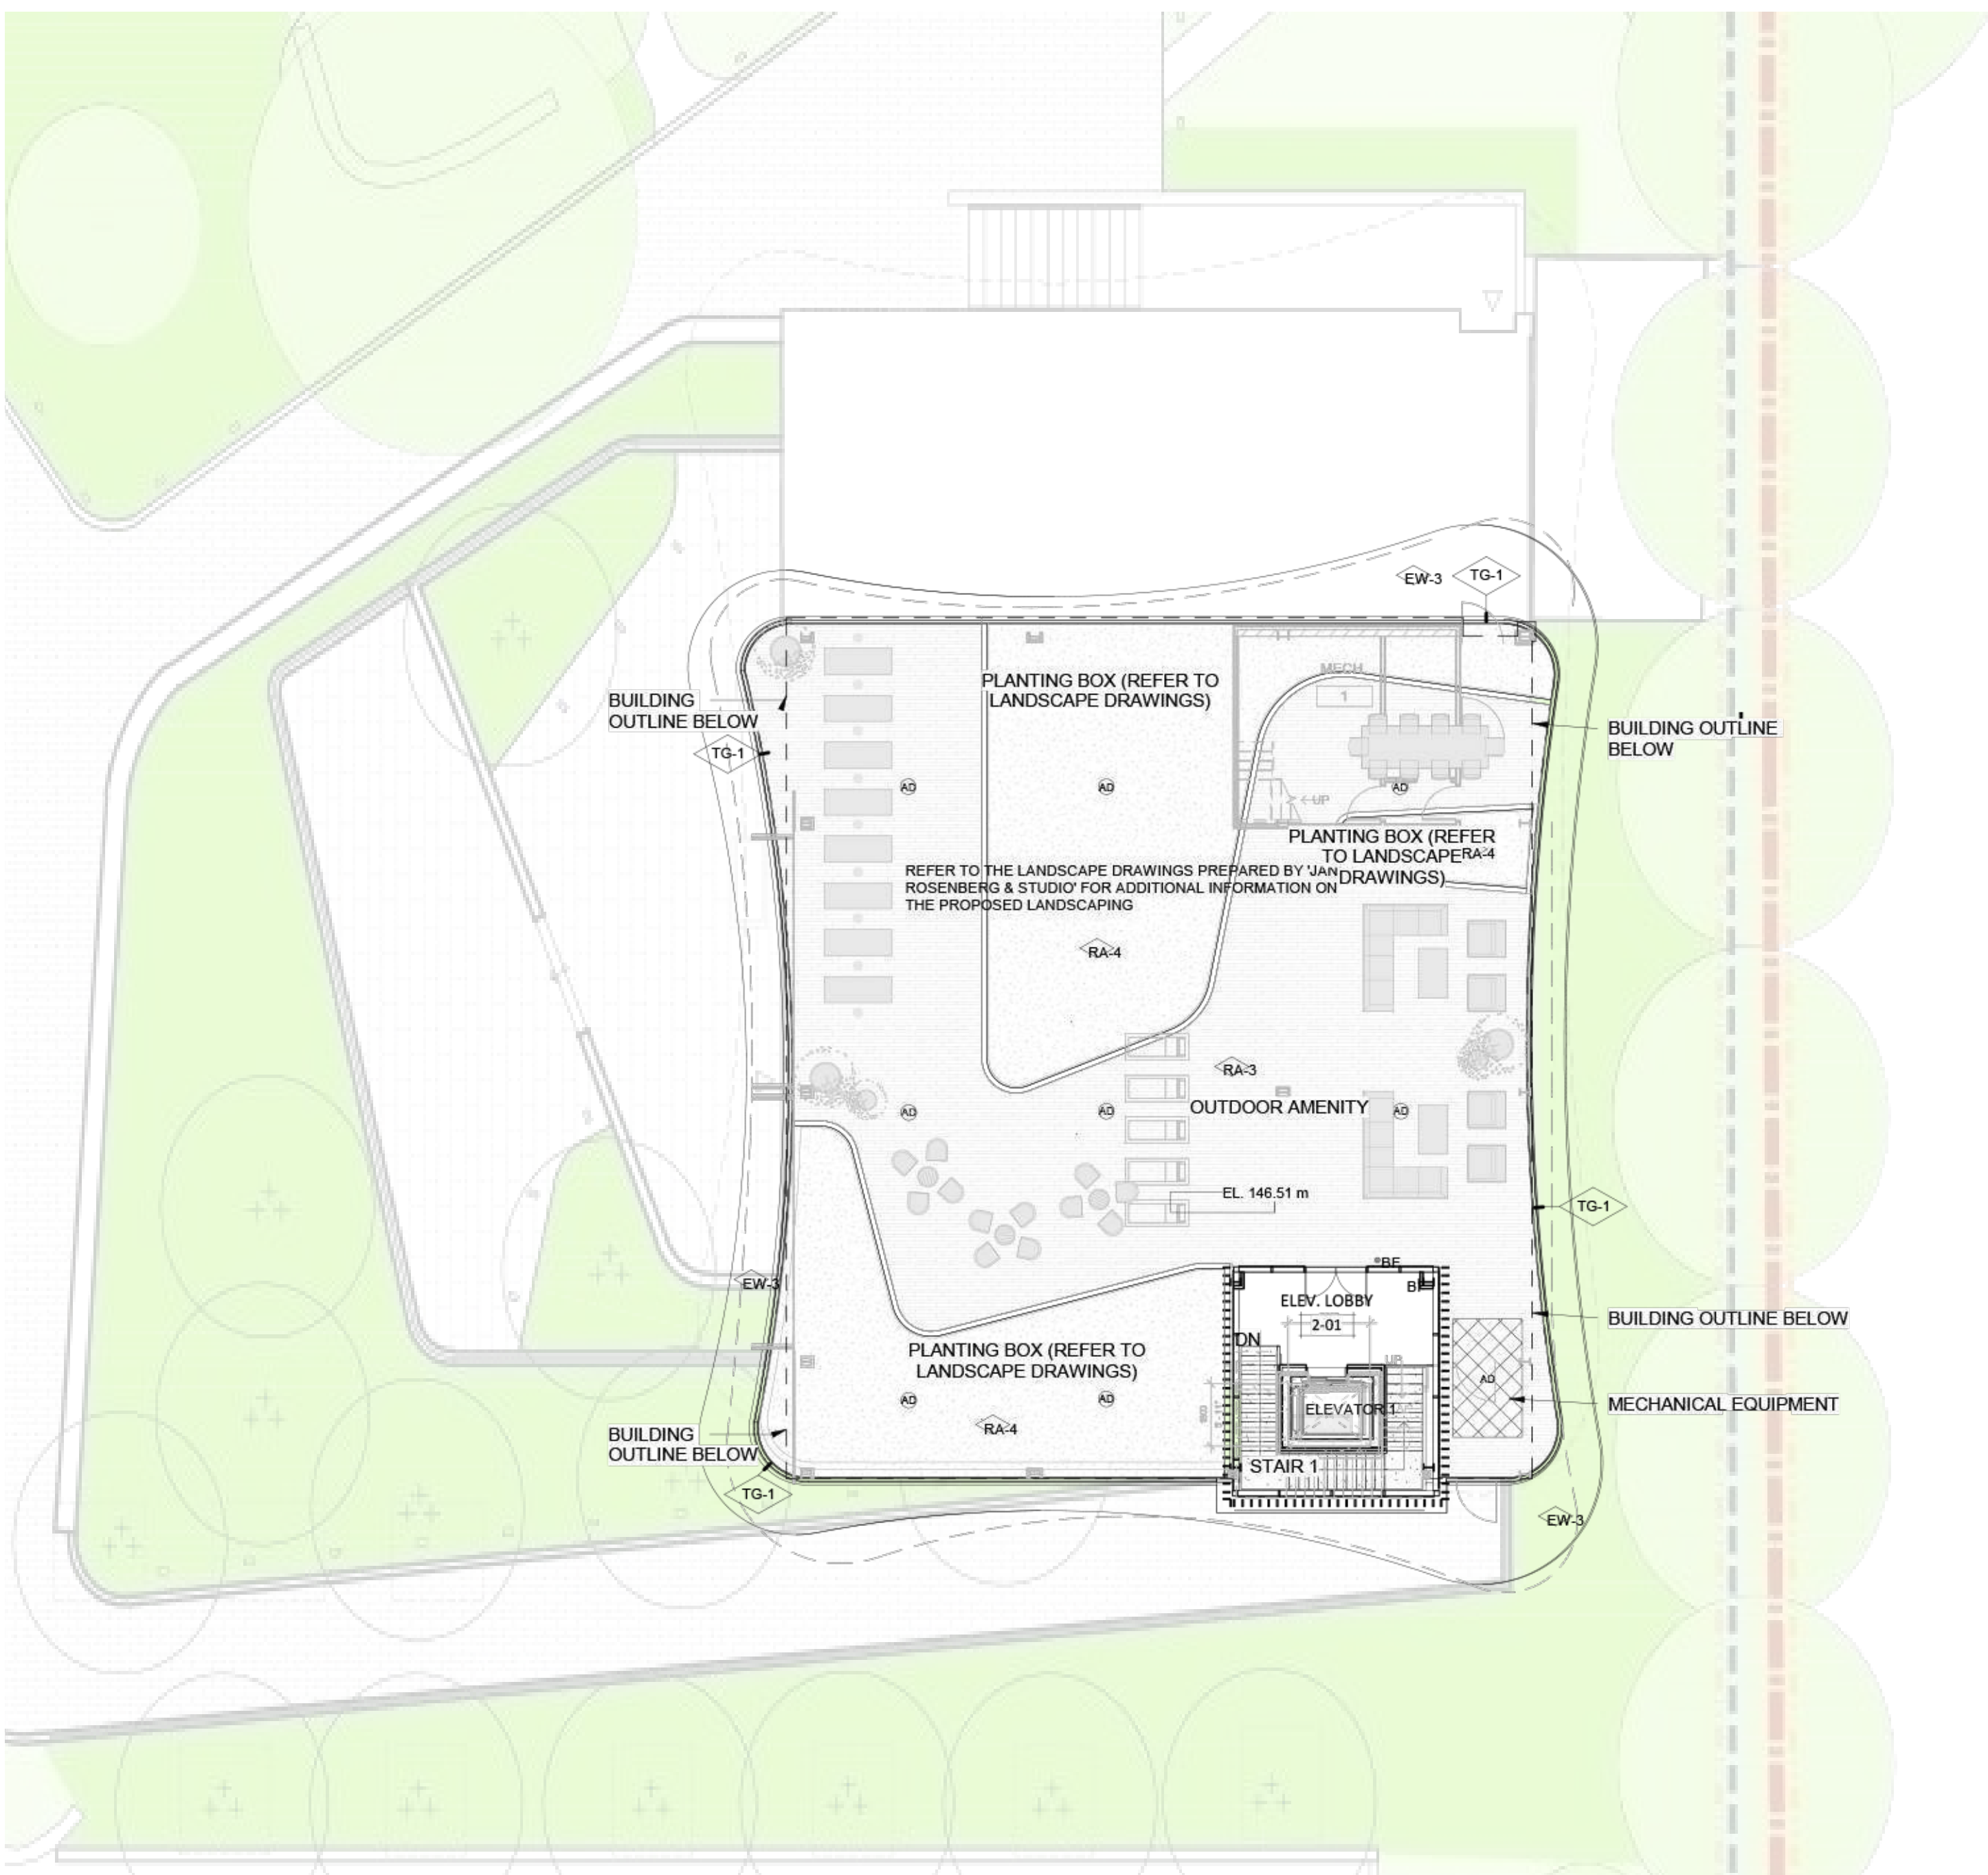 EW-3
TG-1
PLANTING BOX (REFER TO
LANDSCAPE DRAWINGS)
MECH.
1
BUILDING
OUTLINE BELOW
TG-1
BUILDING OUTLINE
BELOW
AD
AD
AD
UP
PLANTING BOX (REFER
TO LANDSCAPE
DRAWINGS)
RA-4
REFER TO THE LANDSCAPE DRAWINGS PREPARED BY 'JAN
ROSENBERG & STUDIO' FOR ADDITIONAL INFORMATION ON
THE PROPOSED LANDSCAPING
RA-4
RA-3
OUTDOOR AMENITY
AD
AD
AD
EL. 146.51 m
TG-1
EW-3
BF
BF
ELEV. LOBBY
2-01
DN
UP
BUILDING OUTLINE BELOW
PLANTING BOX (REFER TO
LANDSCAPE DRAWINGS)
AD
AD
AD
MECHANICAL EQUIPMENT
ELEVATOR 1
RA-4
BUILDING
OUTLINE BELOW
STAIR 1
TG-1
EW-3